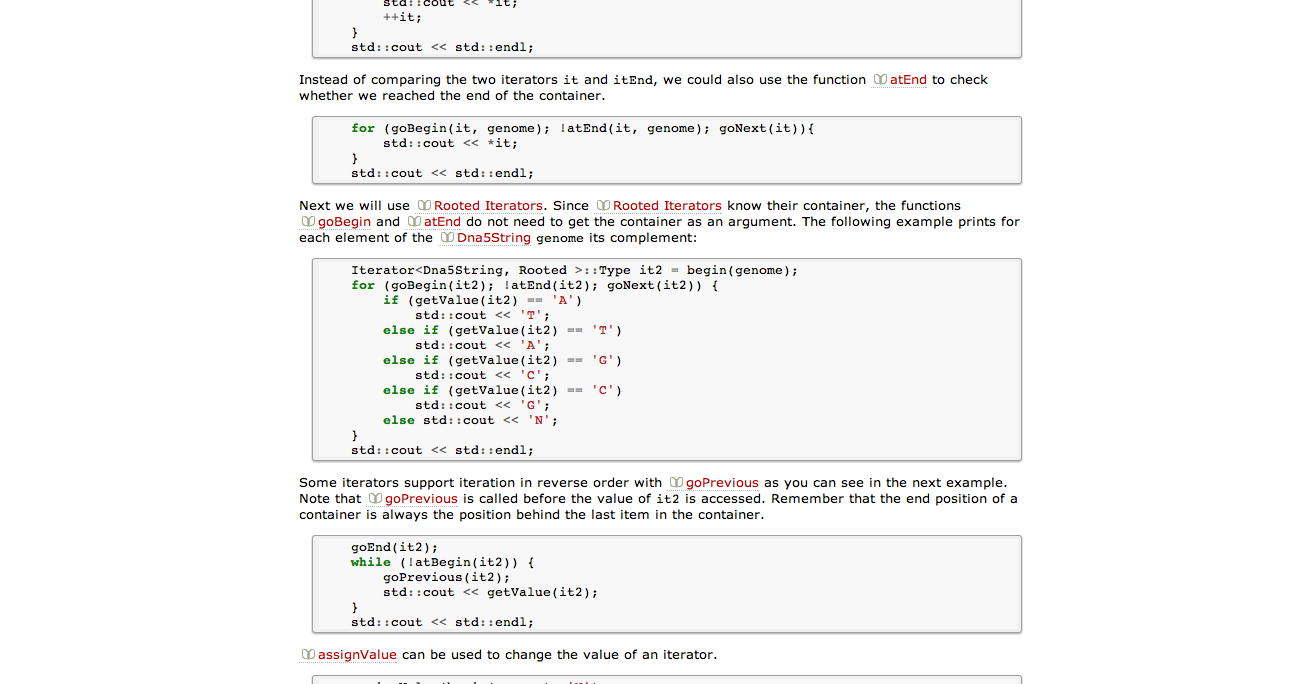 std::cout << *it;
++it;
}
std::cout << std::endl;
Instead of comparing the two iterators it and itEnd, we could also use the function atEnd to check
whether we reached the end of the container.
for (goBegin(it, genome); !atEnd(it, genome); goNext(it)){
std::cout << *it;
}
std::cout << std::endl;
Next we will use Rooted Iterators. Since Rooted Iterators know their container, the functions
goBegin and atEnd do not need to get the container as an argument. The following example prints for
each element of the Dna5String genome its complement:
Iterator<Dna5String, Rooted >::Type it2 = begin(genome);
for (goBegin(it2); !atEnd(it2); goNext(it2)) {
if (getValue(it2) == 'A')
std::cout << 'T';
else if (getValue(it2) == 'T')
std::cout << 'A';
else if (getValue(it2) == 'G')
std::cout << 'C';
else if (getValue(it2) == 'C')
std::cout << 'G';
else std::cout << 'N';
}
std::cout << std::endl;
Some iterators support iteration in reverse order with goPrevious as you can see in the next example.
Note that goPrevious is called before the value of it2 is accessed. Remember that the end position of a
container is always the position behind the last item in the container.
goEnd(it2);
while (!atBegin(it2)) {
goPrevious(it2);
std::cout << getValue(it2);
}
std::cout << std::endl;
assignValue can be used to change the value of an iterator.